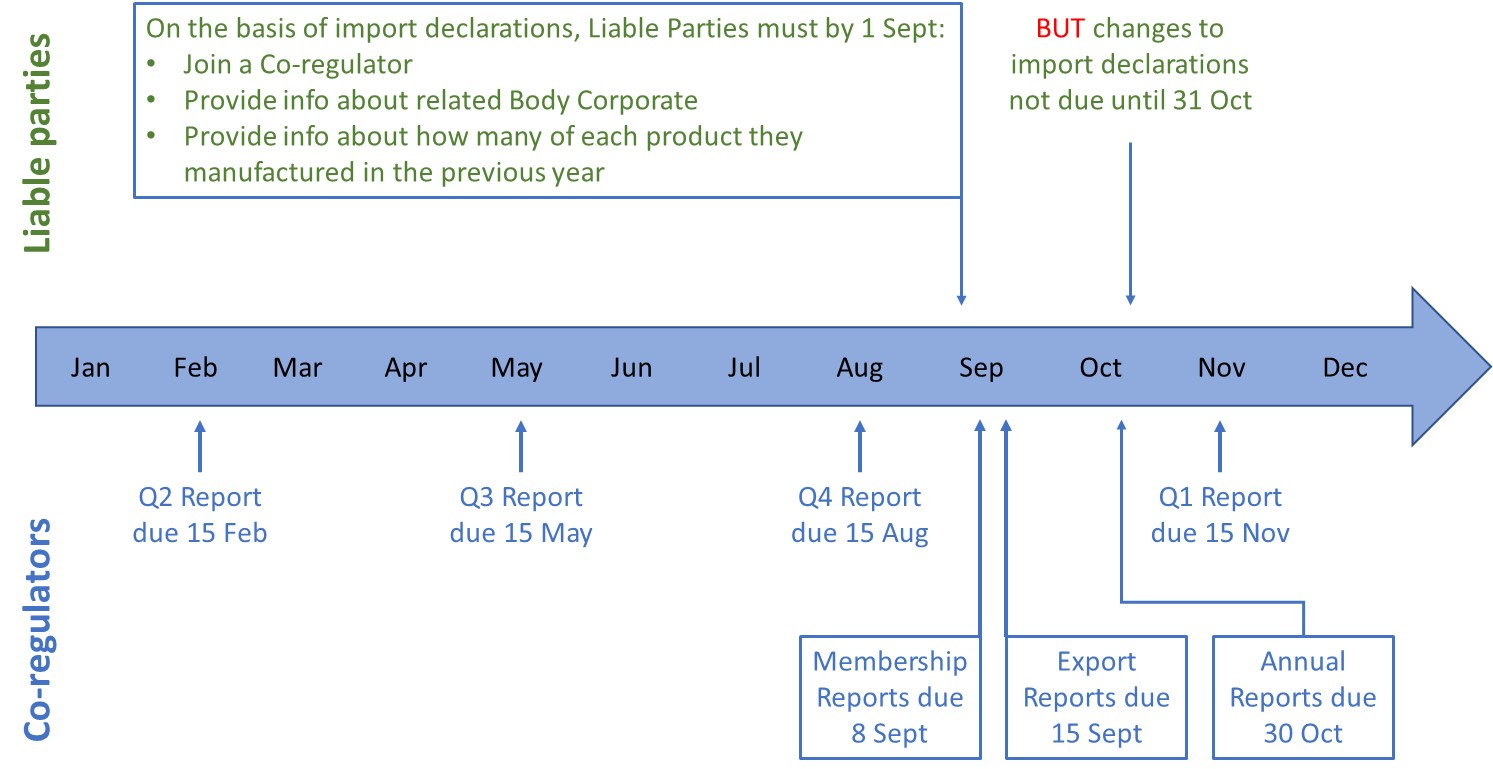 Liable parties
On the basis of import declarations, Liable Parties must by 1 Sept:
• Join a Co-regulator
• Provide info about related Body Corporate
• Provide info about how many of each product they
manufactured in the previous year
BUT changes to
import declarations
not due until 31 Oct
Jan Feb Mar Apr May Jun Jul Aug Sep Oct Nov Dec
Co-regulators
Q2 Report
due 15 Feb
Q3 Report
due 15 May
Q4 Report
due 15 Aug
Q1 Report
due 15 Nov
Membership
Reports due
8 Sept
Export
Reports due
15 Sept
Annual
Reports due
30 Oct